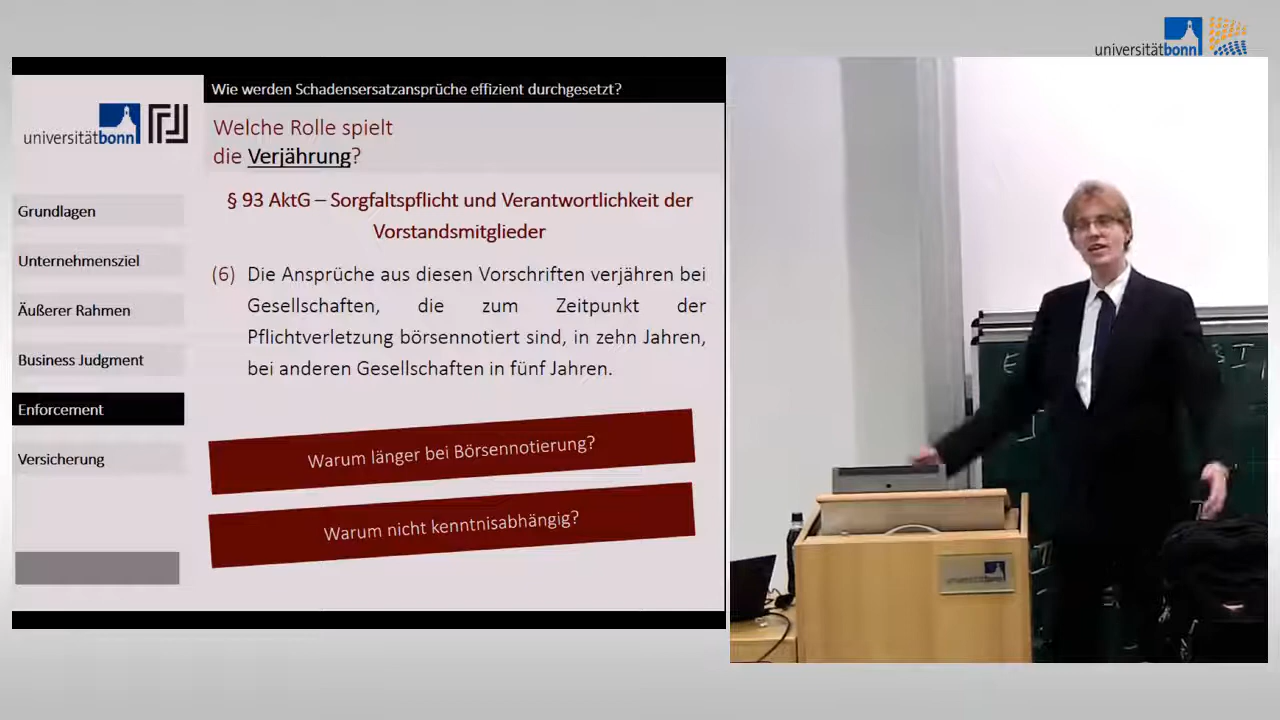 universitätbonn
Wie werden Schadensersatzansprüche effizient durchgesetzt?
universitätbonn
Welche Rolle spielt
die Verjährung?
§ 93 AktG – Sorgfaltspflicht und Verantwortlichkeit der
Vorstandsmitglieder
(6) Die Ansprüche aus diesen Vorschriften verjähren bei
Gesellschaften, die zum Zeitpunkt der
Pflichtverletzung börsennotiert sind, in zehn Jahren,
bei anderen Gesellschaften in fünf Jahren.
Warum länger bei Börsennotierung?
Warum nicht kenntnisabhängig?
Grundlagen
Unternehmensziel
Äußerer Rahmen
Business Judgment
Enforcement
Versicherung
universitätbonn